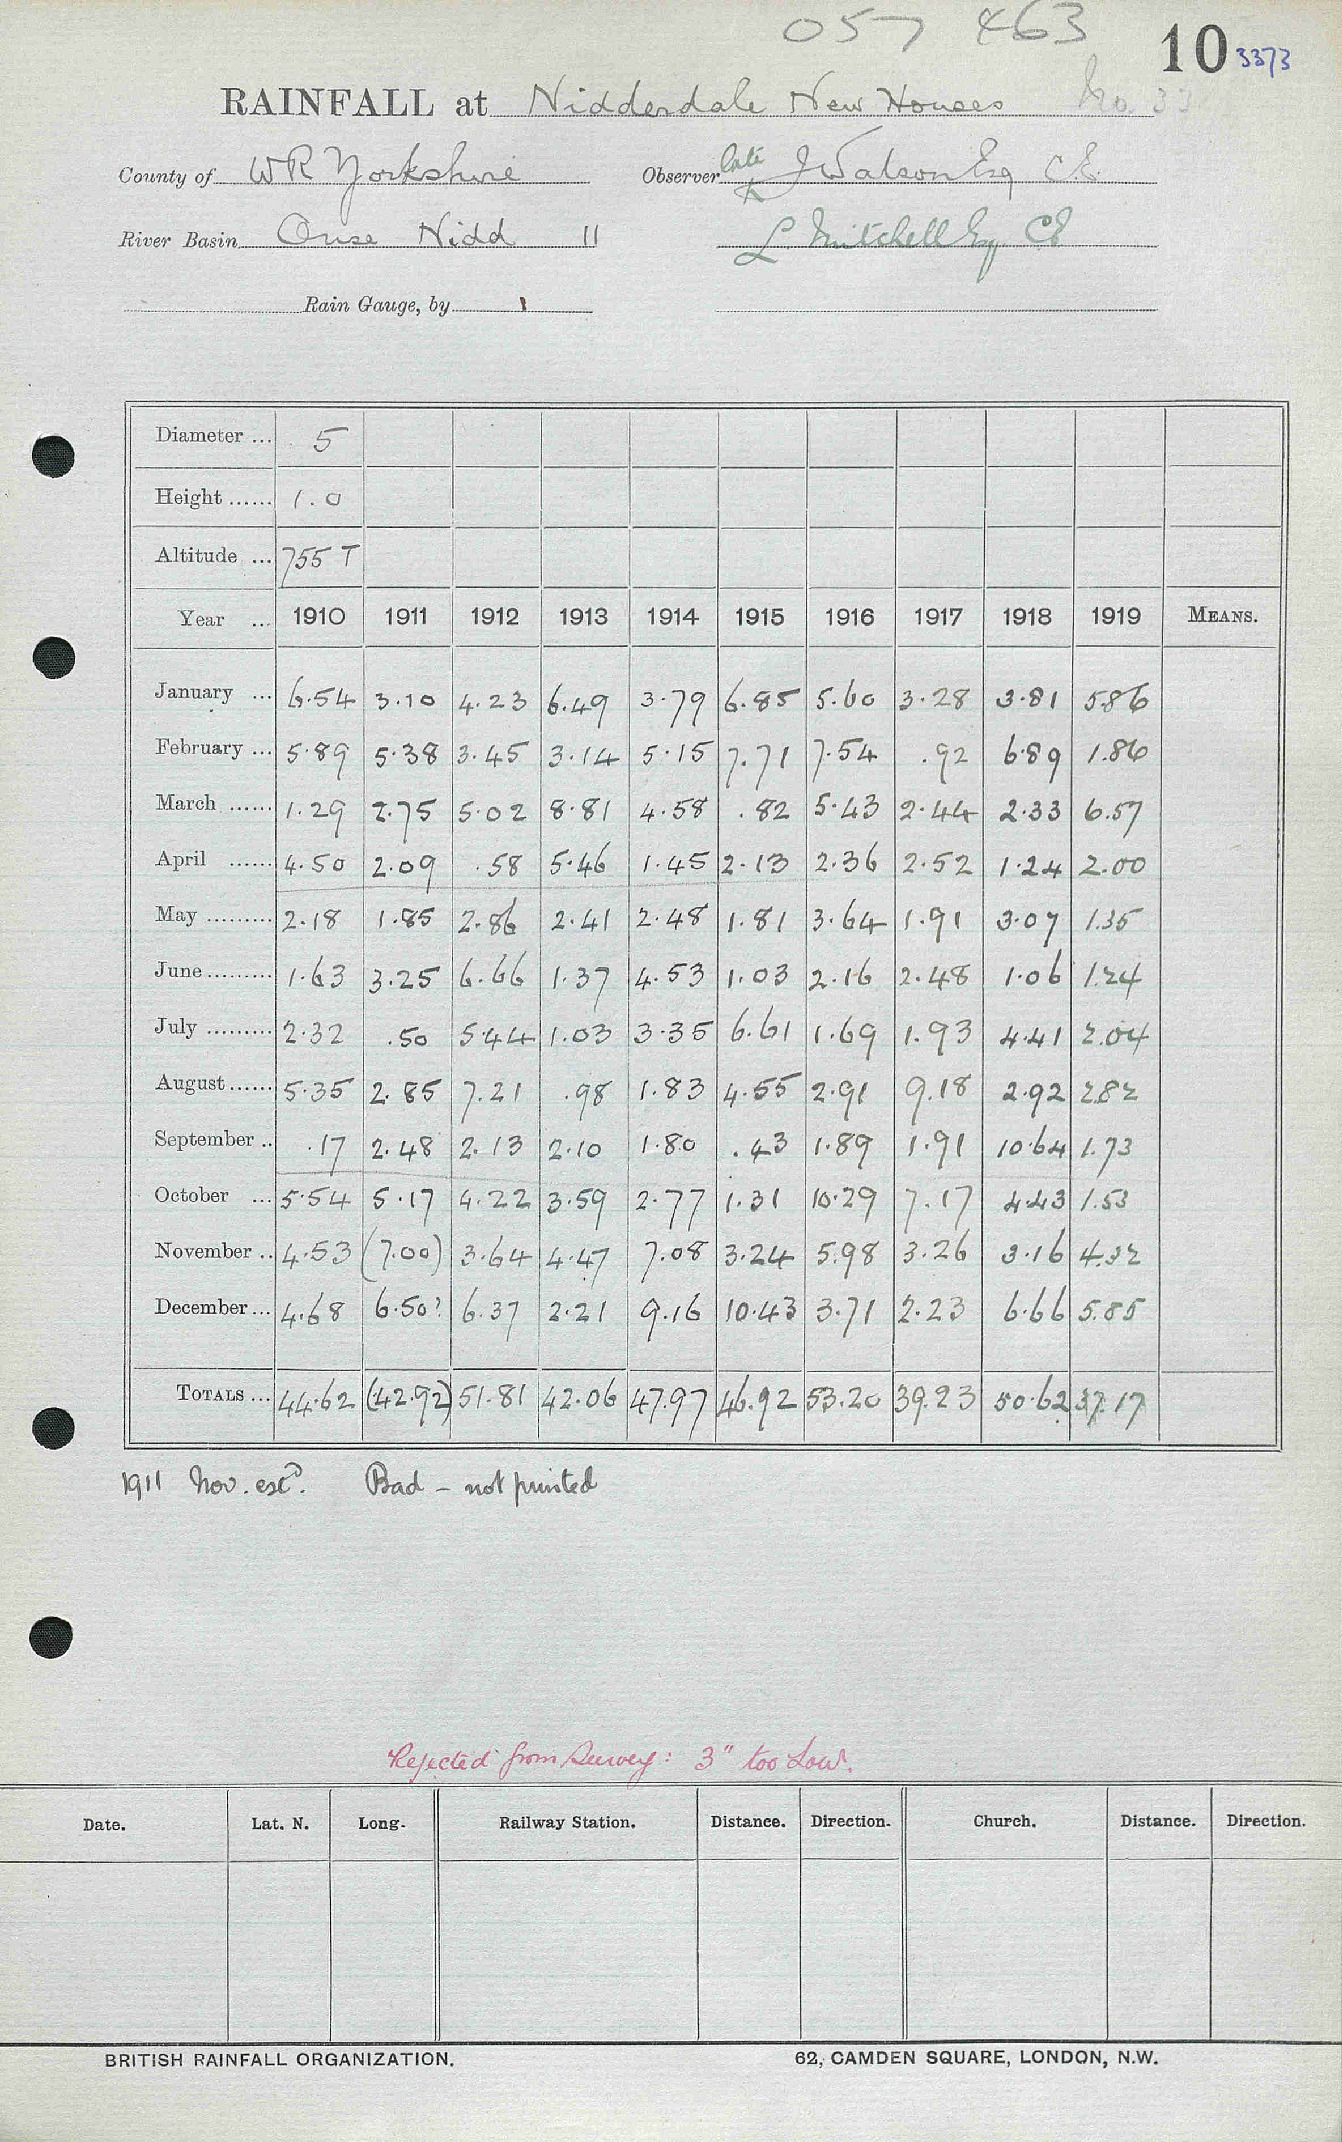 057 463
10 3373
RAINFALL at Nidderdale New Houses No. 33
County of WR Yorkshire Observer late J Watson Esq CE
River Basin Ouse Nidd 11 L. Mitchell Esq CE
Rain Gauge, by
Diameter ... 5
Height ...... 1.0
Altitude ... 755 T
Year ... 1910 1911 1912 1913 1914 1915 1916 1917 1918 1919 MEANS.
January ... 6.54 3.10 4.23 6.49 3.79 6.85 5.60 3.28 3.81 5.86
February ... 5.89 5.38 3.45 3.14 5.15 7.71 7.54 .92 6.89 1.86
March ...... 1.29 2.75 5.02 8.81 4.58 .82 5.43 2.44 2.33 6.57
April ...... 4.50 2.09 .58 5.46 1.45 2.13 2.36 2.52 1.24 2.00
May ......... 2.18 1.85 2.86 2.41 2.48 1.81 3.64 1.91 3.07 1.35
June ......... 1.63 3.25 6.66 1.37 4.53 1.03 2.16 2.48 1.06 1.24
July ......... 2.32 .50 5.44 1.03 3.35 6.61 1.69 1.93 4.41 2.04
August ...... 5.35 2.85 7.21 .98 1.83 4.55 2.91 9.18 2.92 2.82
September .. .17 2.48 2.13 2.10 1.80 .43 1.89 1.91 10.64 1.73
October ... 5.54 5.17 4.22 3.59 2.77 1.31 10.29 7.17 4.43 1.53
November .. 4.53 (7.00) 3.64 4.47 7.08 3.24 5.98 3.26 3.16 4.32
December ... 4.68 6.50? 6.37 2.21 9.16 10.43 3.71 2.23 6.66 5.85
TOTALS ... 44.62 (42.92) 51.81 42.06 47.97 46.92 53.20 39.23 50.62 37.17
1911 Nov. estd. Bad - not printed
Rejected from Survey: 3" too Low.
Date. Lat. N. Long. Railway Station. Distance. Direction. Church. Distance. Direction.
BRITISH RAINFALL ORGANIZATION. 62, CAMDEN SQUARE, LONDON, N.W.